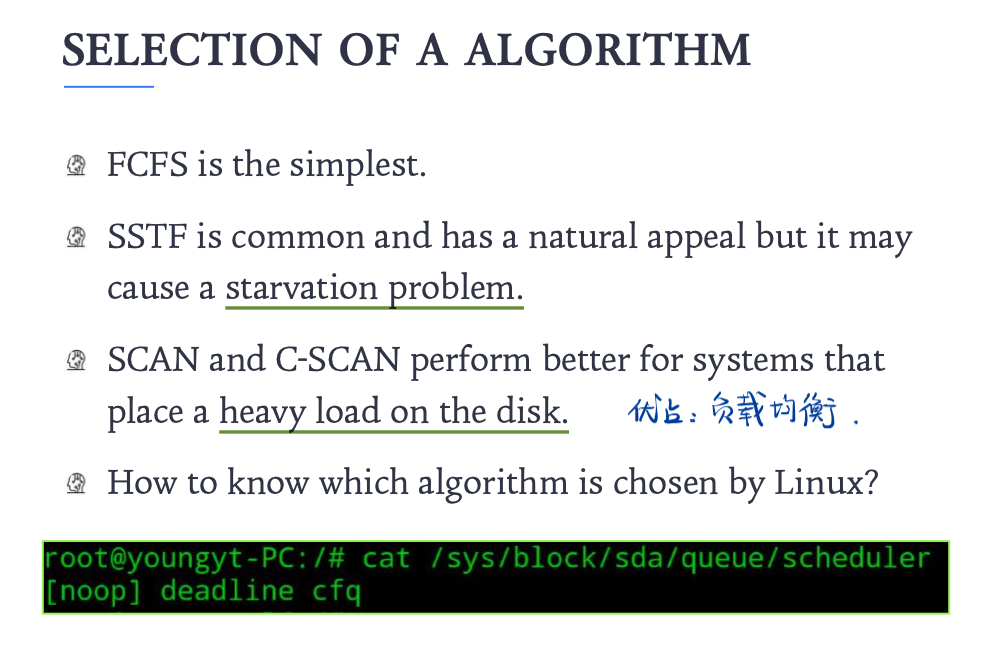 SELECTION OF A ALGORITHM
FCFS is the simplest.
SSTF is common and has a natural appeal but it may
cause a starvation problem.
SCAN and C-SCAN perform better for systems that
place a heavy load on the disk. 优点：负载均衡．
How to know which algorithm is chosen by Linux?
root@youngyt-PC:/# cat /sys/block/sda/queue/scheduler
[noop] deadline cfq